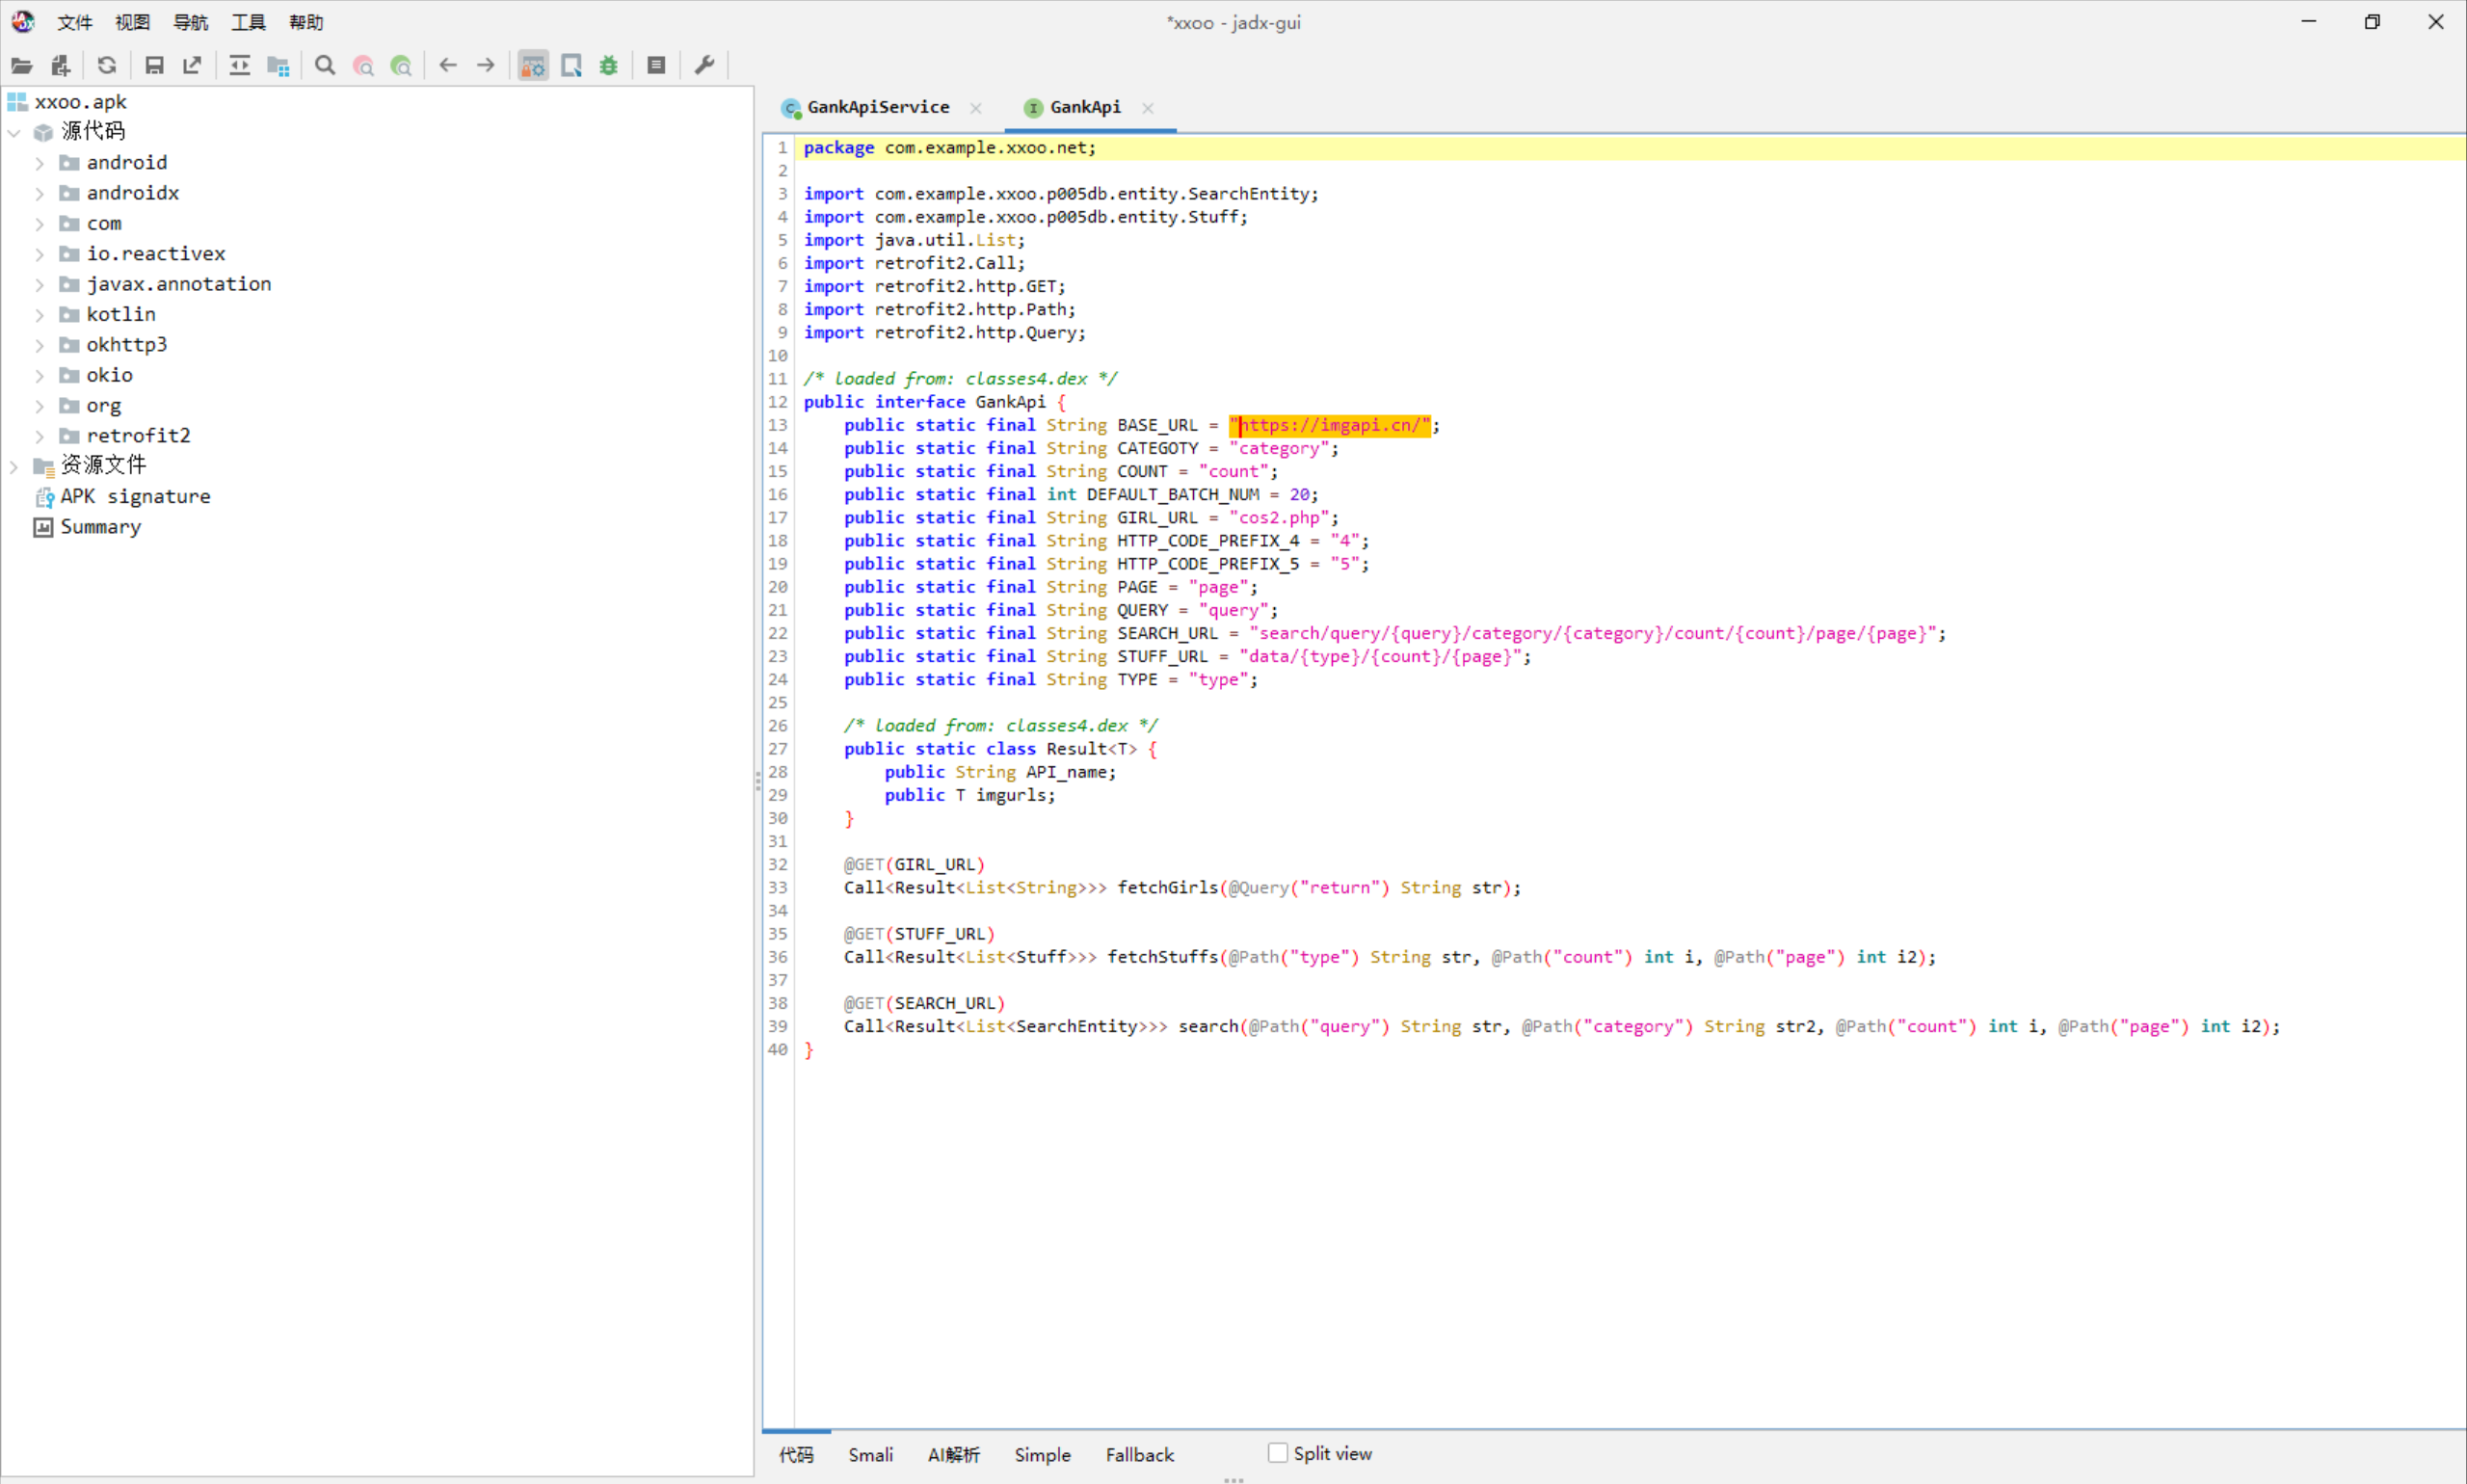 文件 视图 导航 工具 帮助
*xxoo - jadx-gui
xxoo.apk
源代码
android
androidx
com
io.reactivex
javax.annotation
kotlin
okhttp3
okio
org
retrofit2
资源文件
APK signature
Summary
GankApiService GankApi
1 package com.example.xxoo.net;
2
3 import com.example.xxoo.p005db.entity.SearchEntity;
4 import com.example.xxoo.p005db.entity.Stuff;
5 import java.util.List;
6 import retrofit2.Call;
7 import retrofit2.http.GET;
8 import retrofit2.http.Path;
9 import retrofit2.http.Query;
10
11 /* loaded from: classes4.dex */
12 public interface GankApi {
13 public static final String BASE_URL = "https://imgapi.cn/";
14 public static final String CATEGOTY = "category";
15 public static final String COUNT = "count";
16 public static final int DEFAULT_BATCH_NUM = 20;
17 public static final String GIRL_URL = "cos2.php";
18 public static final String HTTP_CODE_PREFIX_4 = "4";
19 public static final String HTTP_CODE_PREFIX_5 = "5";
20 public static final String PAGE = "page";
21 public static final String QUERY = "query";
22 public static final String SEARCH_URL = "search/query/{query}/category/{category}/count/{count}/page/{page}";
23 public static final String STUFF_URL = "data/{type}/{count}/{page}";
24 public static final String TYPE = "type";
25
26 /* loaded from: classes4.dex */
27 public static class Result<T> {
28 public String API_name;
29 public T imgurls;
30 }
31
32 @GET(GIRL_URL)
33 Call<Result<List<String>>> fetchGirls(@Query("return") String str);
34
35 @GET(STUFF_URL)
36 Call<Result<List<Stuff>>> fetchStuffs(@Path("type") String str, @Path("count") int i, @Path("page") int i2);
37
38 @GET(SEARCH_URL)
39 Call<Result<List<SearchEntity>>> search(@Path("query") String str, @Path("category") String str2, @Path("count") int i, @Path("page") int i2);
40 }
代码 Smali AI解析 Simple Fallback Split view